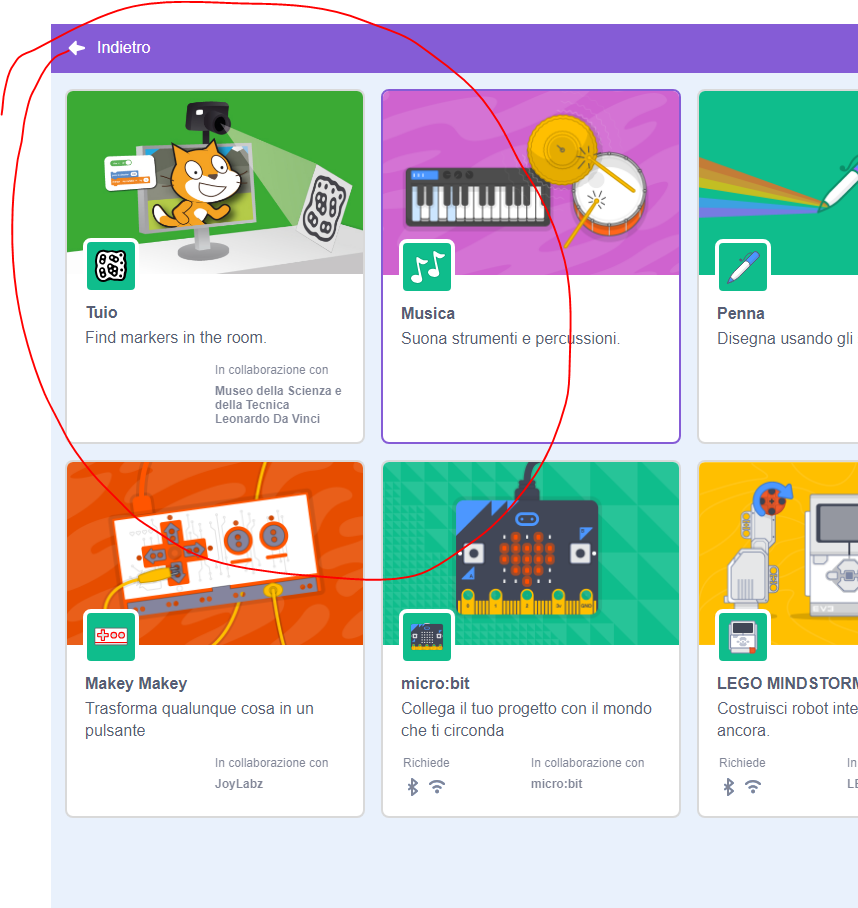 Indietro
Tuio
Find markers in the room.
In collaborazione con
Museo della Scienza e
della Tecnica
Leonardo Da Vinci
Musica
Suona strumenti e percussioni.
Penna
Disegna usando gli
Makey Makey
Trasforma qualunque cosa in un
pulsante
In collaborazione con
JoyLabz
micro:bit
Collega il tuo progetto con il mondo
che ti circonda
Richiede
In collaborazione con
micro:bit
EV3
LEGO MINDSTORM
Costruisci robot inte
ancora.
Richiede
In
LE